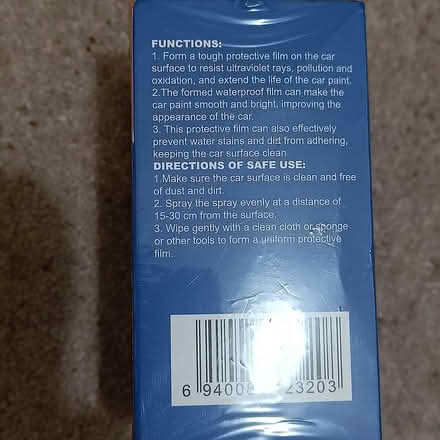 FUNCTIONS:
1. Form a tough protective film on the car
surface to resist ultraviolet rays, pollution and
oxidation, and extend the life of the car paint.
2.The formed waterproof film can make the
car paint smooth and bright, improving the
appearance of the car.
3. This protective film can also effectively
prevent water stains and dirt from adhering,
keeping the car surface clean
DIRECTIONS OF SAFE USE:
1.Make sure the car surface is clean and free
of dust and dirt.
2. Spray the spray evenly at a distance of
15-30 cm from the surface.
3. Wipe gently with a clean cloth or sponge
or other tools to form a uniform protective
film.
6 94008 23203